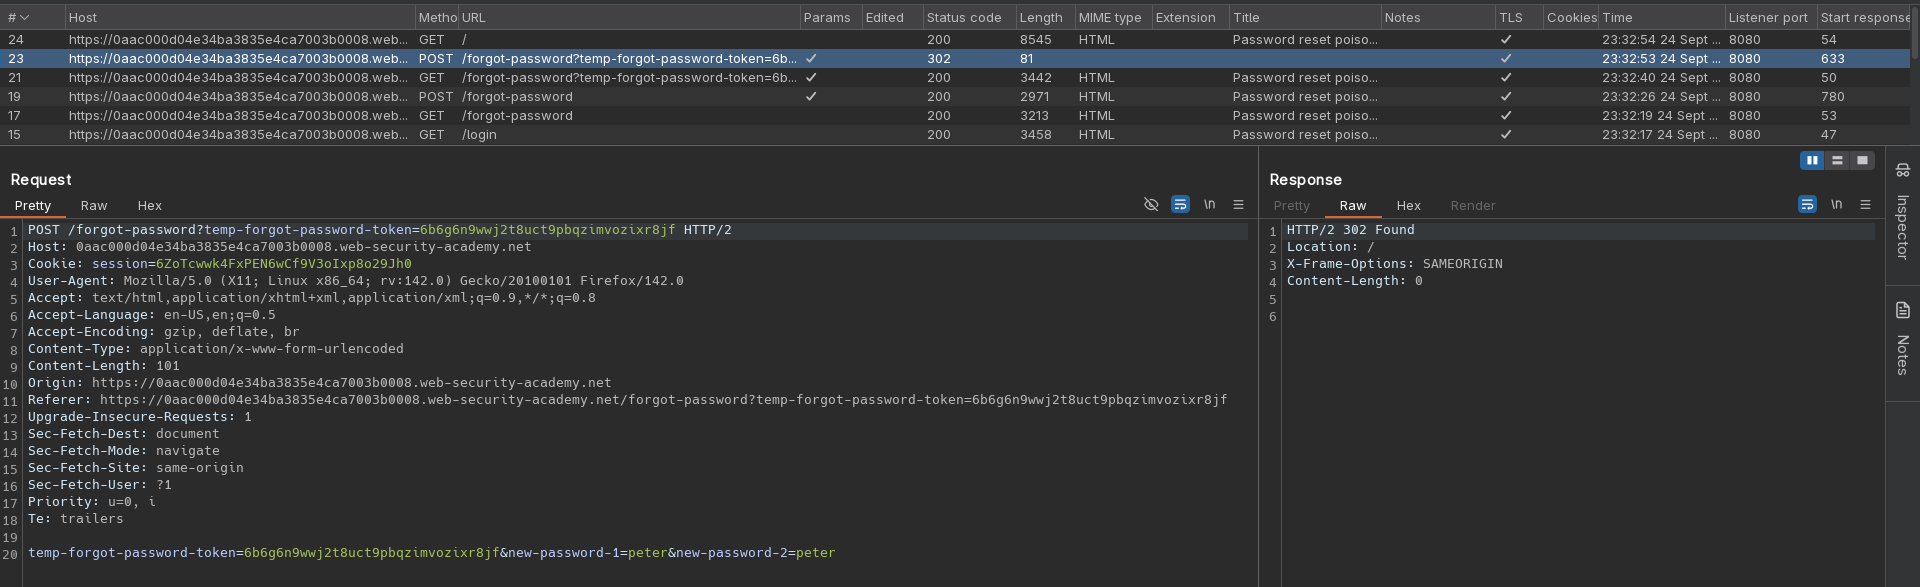 # Host Metho URL Params Edited Status code Length MIME type Extension Title Notes TLS Cookies Time Listener port Start response
24 https://0aac000d04e34ba3835e4ca7003b0008.web... GET / 200 8545 HTML Password reset poiso... 23:32:54 24 Sept ... 8080 54
23 https://0aac000d04e34ba3835e4ca7003b0008.web... POST /forgot-password?temp-forgot-password-token=6b... 302 81 23:32:53 24 Sept ... 8080 633
21 https://0aac000d04e34ba3835e4ca7003b0008.web... GET /forgot-password?temp-forgot-password-token=6b... 200 3442 HTML Password reset poiso... 23:32:40 24 Sept ... 8080 50
19 https://0aac000d04e34ba3835e4ca7003b0008.web... POST /forgot-password 200 2971 HTML Password reset poiso... 23:32:26 24 Sept ... 8080 780
17 https://0aac000d04e34ba3835e4ca7003b0008.web... GET /forgot-password 200 3213 HTML Password reset poiso... 23:32:19 24 Sept ... 8080 53
15 https://0aac000d04e34ba3835e4ca7003b0008.web... GET /login 200 3458 HTML Password reset poiso... 23:32:17 24 Sept ... 8080 47
Request
Pretty Raw Hex \n
1 POST /forgot-password?temp-forgot-password-token=6b6g6n9wwj2t8uct9pbqzimvozixr8jf HTTP/2
2 Host: 0aac000d04e34ba3835e4ca7003b0008.web-security-academy.net
3 Cookie: session=6ZoTcwwk4FxPEN6wCf9V3oIxp8o29Jh0
4 User-Agent: Mozilla/5.0 (X11; Linux x86_64; rv:142.0) Gecko/20100101 Firefox/142.0
5 Accept: text/html,application/xhtml+xml,application/xml;q=0.9,*/*;q=0.8
6 Accept-Language: en-US,en;q=0.5
7 Accept-Encoding: gzip, deflate, br
8 Content-Type: application/x-www-form-urlencoded
9 Content-Length: 101
10 Origin: https://0aac000d04e34ba3835e4ca7003b0008.web-security-academy.net
11 Referer: https://0aac000d04e34ba3835e4ca7003b0008.web-security-academy.net/forgot-password?temp-forgot-password-token=6b6g6n9wwj2t8uct9pbqzimvozixr8jf
12 Upgrade-Insecure-Requests: 1
13 Sec-Fetch-Dest: document
14 Sec-Fetch-Mode: navigate
15 Sec-Fetch-Site: same-origin
16 Sec-Fetch-User: ?1
17 Priority: u=0, i
18 Te: trailers
19
20 temp-forgot-password-token=6b6g6n9wwj2t8uct9pbqzimvozixr8jf&new-password-1=peter&new-password-2=peter
Response
Pretty Raw Hex Render \n
1 HTTP/2 302 Found
2 Location: /
3 X-Frame-Options: SAMEORIGIN
4 Content-Length: 0
5
6
Inspector
Notes